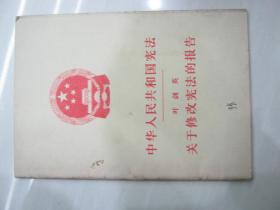 中华人民共和国宪法
叶剑英
关于修改宪法的报告